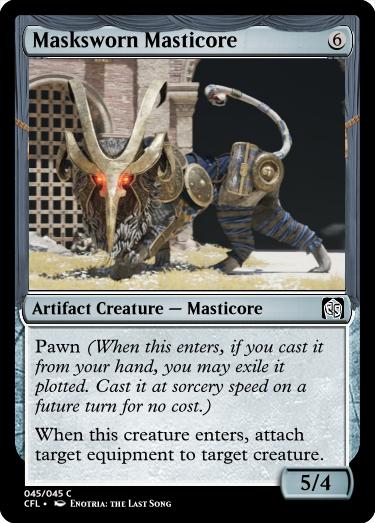 Masksworn Masticore 6
Artifact Creature — Masticore
Pawn (When this enters, if you cast it
from your hand, you may exile it
plotted. Cast it at sorcery speed on a
future turn for no cost.)
When this creature enters, attach
target equipment to target creature.
5/4
045/045 C
CFL • Enotria: the Last Song